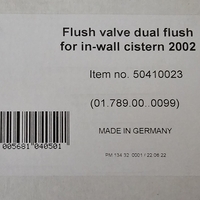 Flush valve dual flush
for in-wall cistern 2002
Item no. 50410023
(01.789.00..0099)
MADE IN GERMANY
005681 040501